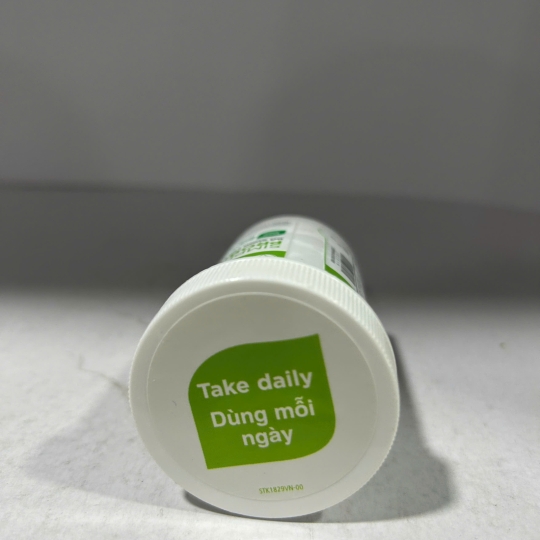 Take daily
Dùng mỗi
ngày
STK1829VN-00